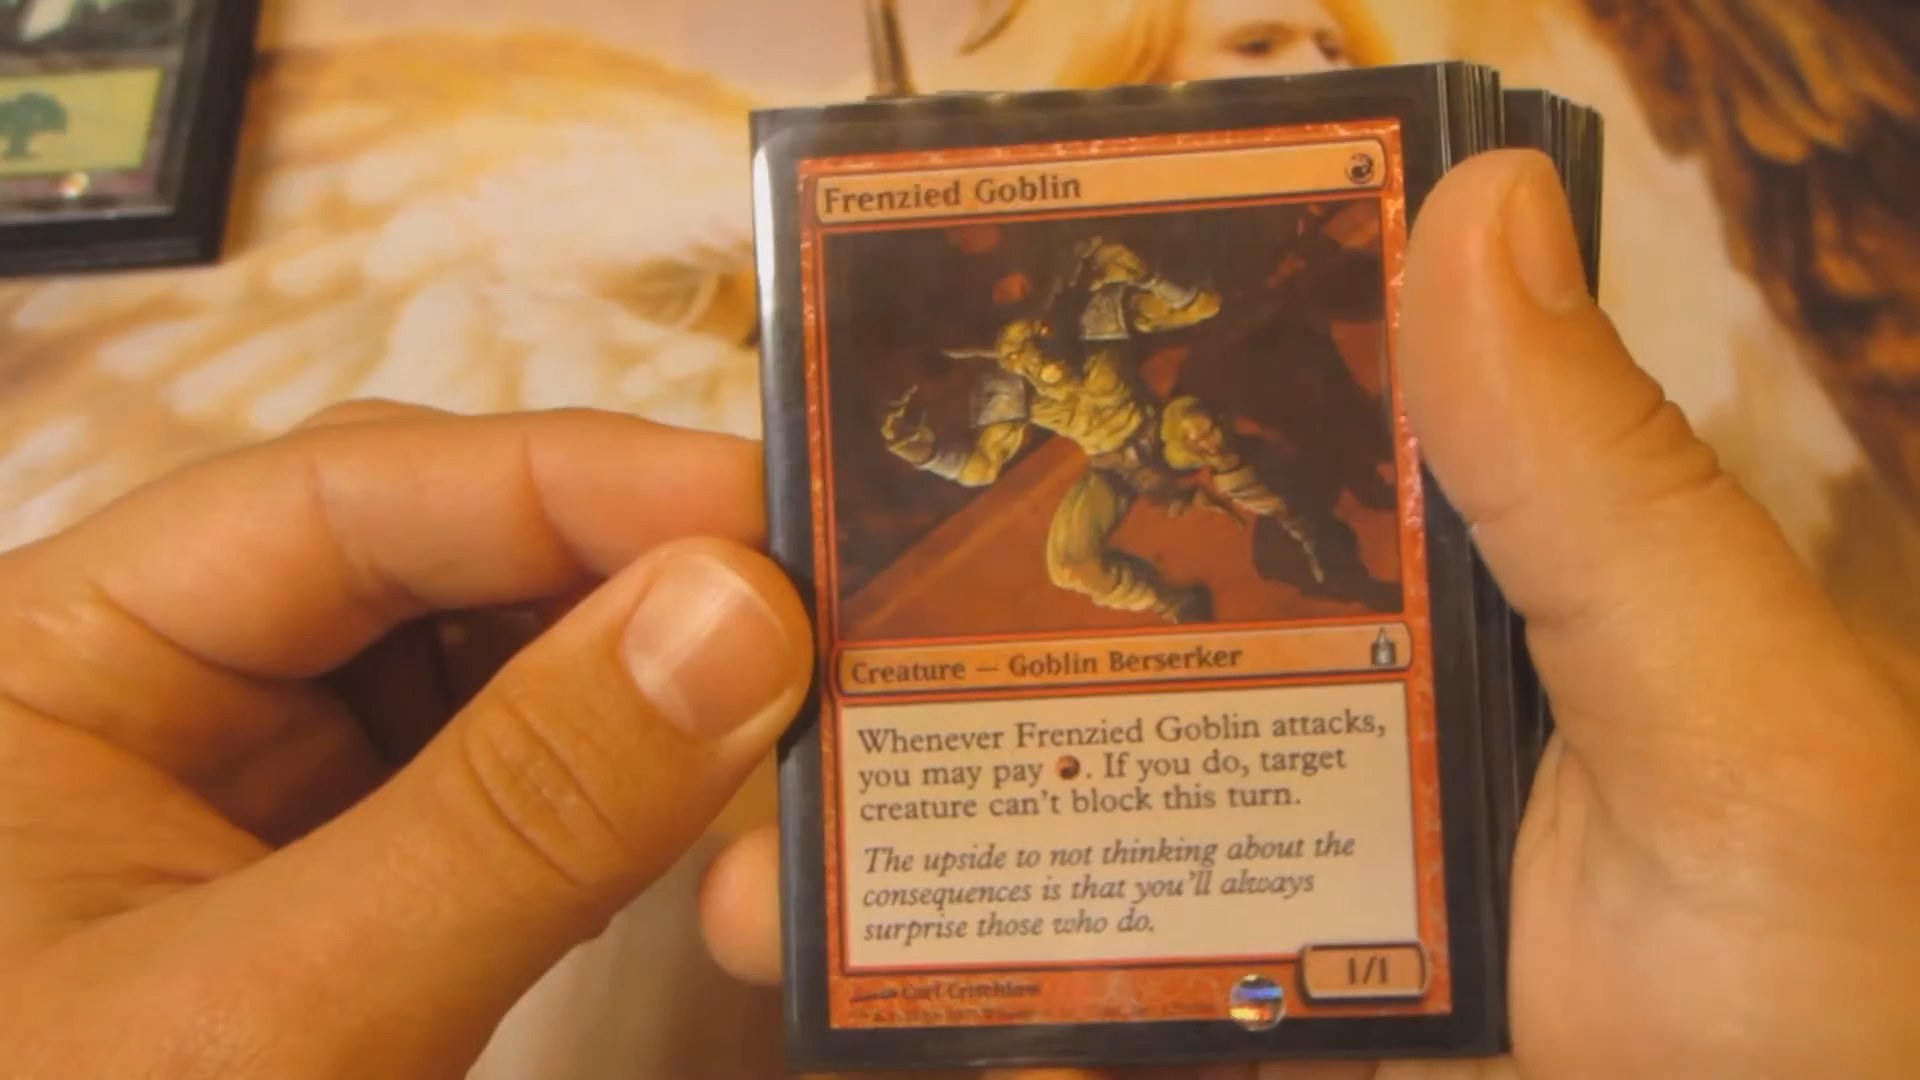 Frenzied Goblin
Creature — Goblin Berserker
Whenever Frenzied Goblin attacks,
you may pay . If you do, target
creature can't block this turn.
The upside to not thinking about the
consequences is that you'll always
surprise those who do.
1/1
Carl Critchlow